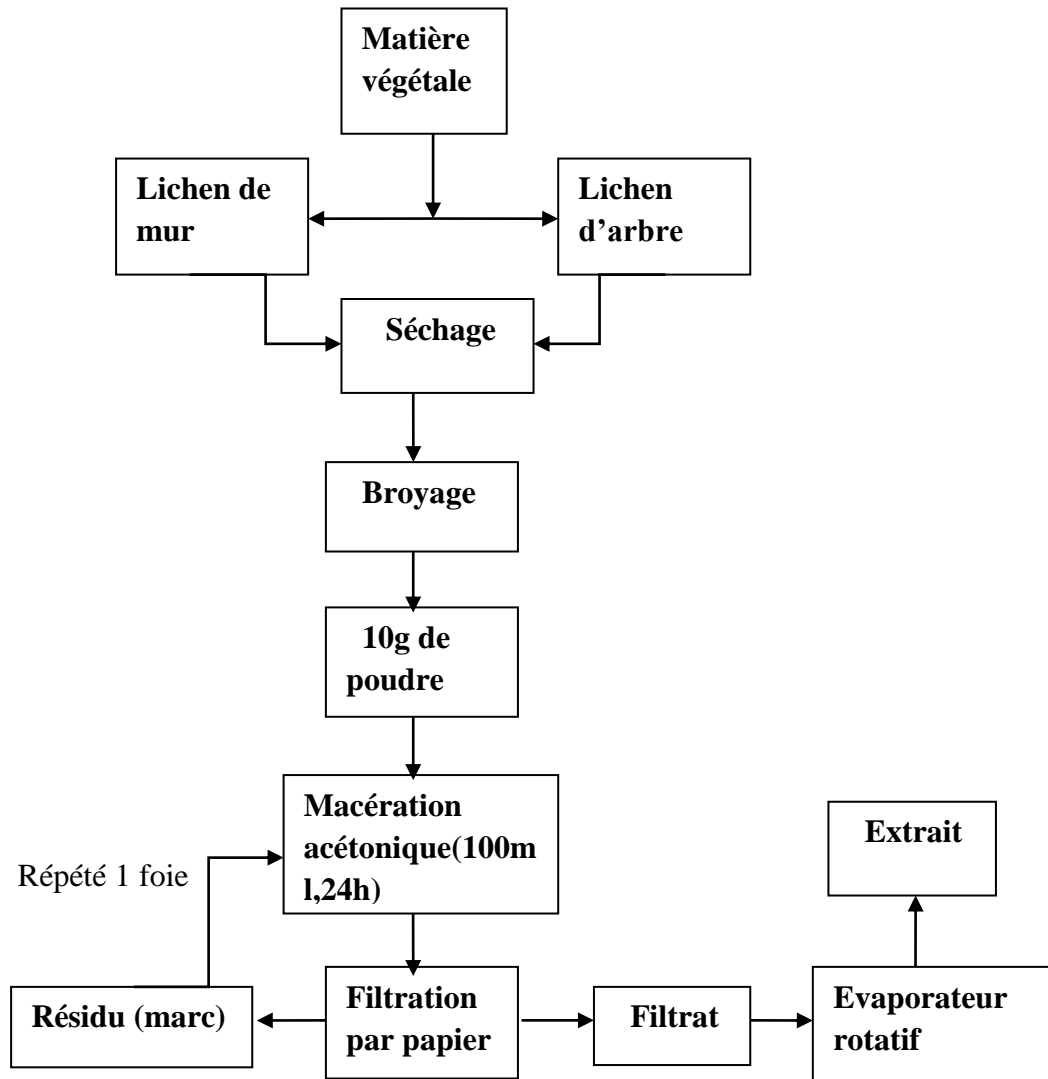 Matière
végétale
Lichen de
mur
Lichen
d’arbre
Séchage
Broyage
10g de
poudre
Macération
acétonique(100m
l,24h)
Répété 1 foie
Extrait
Résidu (marc)
Filtration
par papier
Filtrat
Evaporateur
rotatif